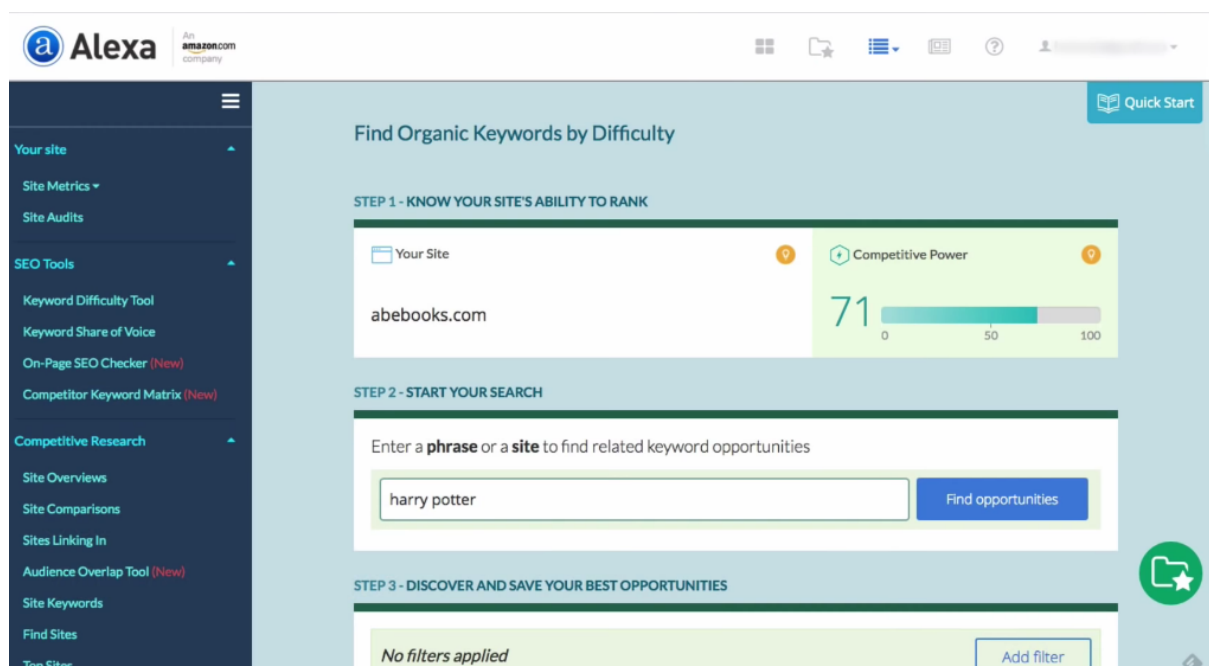 a Alexa An amazon.com company
Quick Start
Your site
Site Metrics
Site Audits
SEO Tools
Keyword Difficulty Tool
Keyword Share of Voice
On-Page SEO Checker (New)
Competitor Keyword Matrix (New)
Competitive Research
Site Overviews
Site Comparisons
Sites Linking In
Audience Overlap Tool (New)
Site Keywords
Find Sites
Top Sites
Find Organic Keywords by Difficulty
STEP 1 - KNOW YOUR SITE'S ABILITY TO RANK
Your Site
abebooks.com
Competitive Power
71
0 50 100
STEP 2 - START YOUR SEARCH
Enter a phrase or a site to find related keyword opportunities
harry potter Find opportunities
STEP 3 - DISCOVER AND SAVE YOUR BEST OPPORTUNITIES
No filters applied Add filter